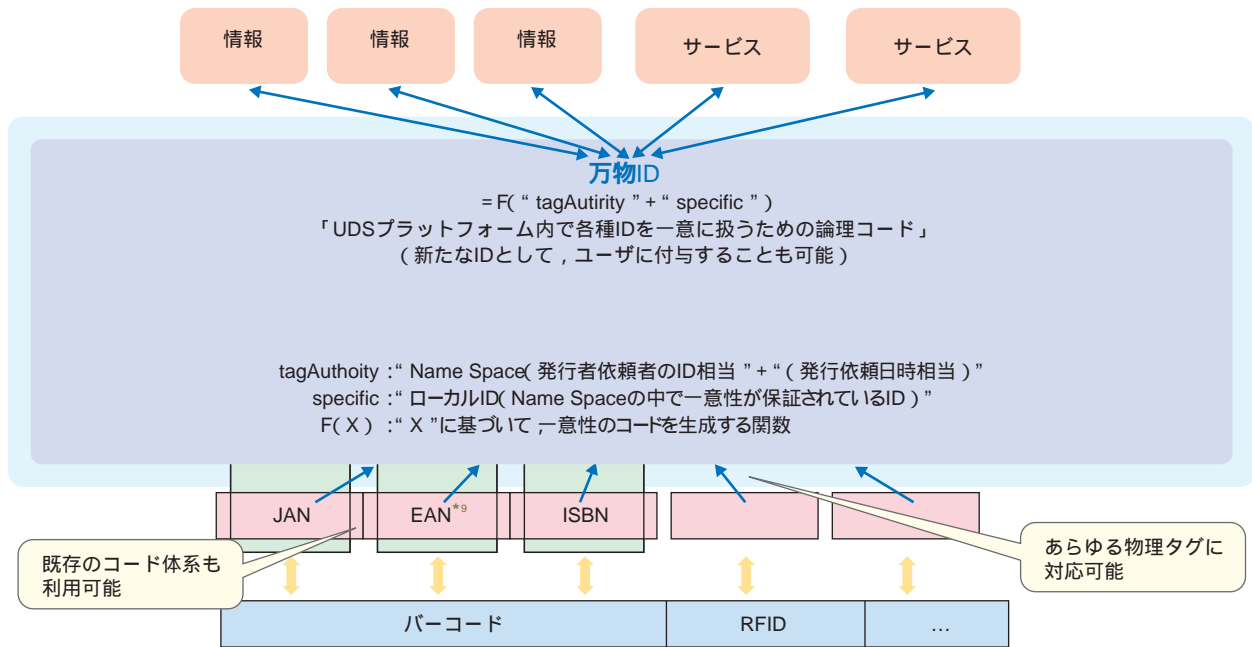 情報
情報
情報
サービス
サービス
万物ID
= F( “ tagAutirity ” + “ specific ” )
「UDSプラットフォーム内で各種IDを一意に扱うための論理コード」
( 新たなIDとして , ユーザに付与することも可能 )
tagAuthoity : “ Name Space( 発行者依頼者のID相当 ” + “ ( 発行依頼日時相当 ) ”
specific : “ ローカルID( Name Spaceの中で一意性が保証されているID ) ”
F( X ) : “ X ”に基づいて ,一意性のコードを生成する関数
JAN
EAN*9
ISBN
既存のコード体系も
利用可能
あらゆる物理タグに
対応可能
バーコード
RFID
…